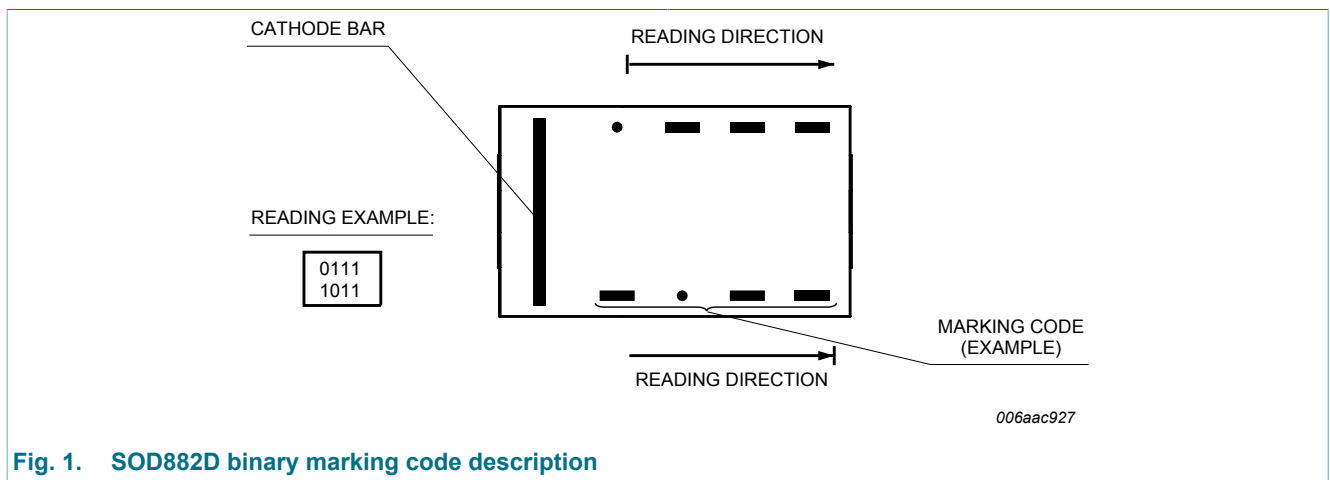 CATHODE BAR
READING DIRECTION
READING EXAMPLE:
0111
1011
MARKING CODE
(EXAMPLE)
READING DIRECTION
006aac927
Fig. 1. SOD882D binary marking code description